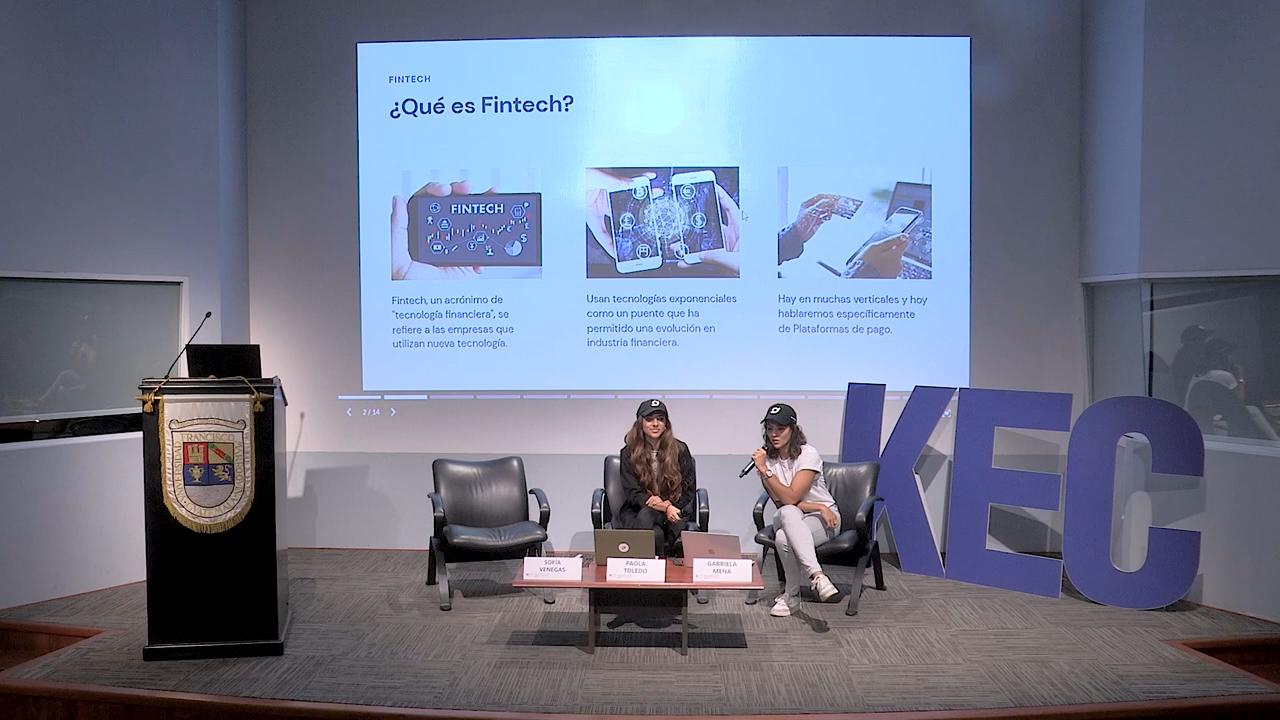 FINTECH
¿Qué es Fintech?
FINTECH
Fintech, un acrónimo de
"tecnología financiera", se
refiere a las empresas que
utilizan nueva tecnología.
Usan tecnologías exponenciales
como un puente que ha
permitido una evolución en
industria financiera.
Hay en muchas verticales y hoy
hablaremos específicamente
de Plataformas de pago.
2 / 14
FRANCISCO
KEC
SOFÍA
VENEGAS
PAOLA
TOLEDO
GABRIELA
MENA